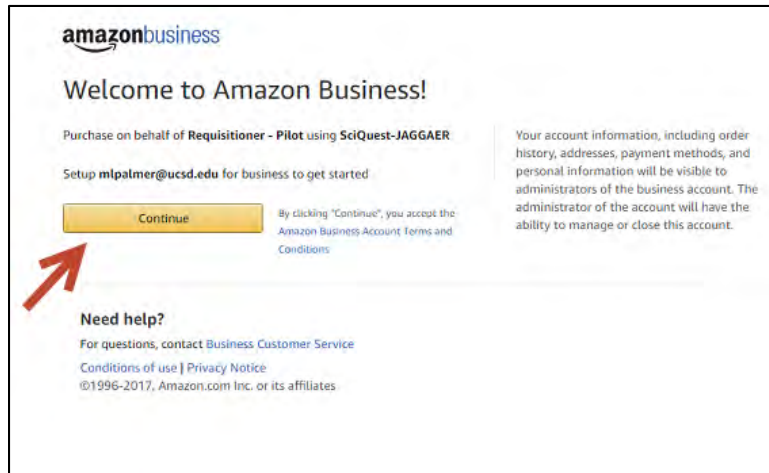 amazonbusiness
Welcome to Amazon Business!
Purchase on behalf of Requisitioner - Pilot using SciQuest-JAGGAER
Setup mlpalmer@ucsd.edu for business to get started
Continue
By clicking "Continue", you accept the
Amazon Business Account Terms and
Conditions
Your account information, including order
history, addresses, payment methods, and
personal information will be visible to
administrators of the business account. The
administrator of the account will have the
ability to manage or close this account.
Need help?
For questions, contact Business Customer Service
Conditions of use | Privacy Notice
©1996-2017, Amazon.com Inc. or its affiliates